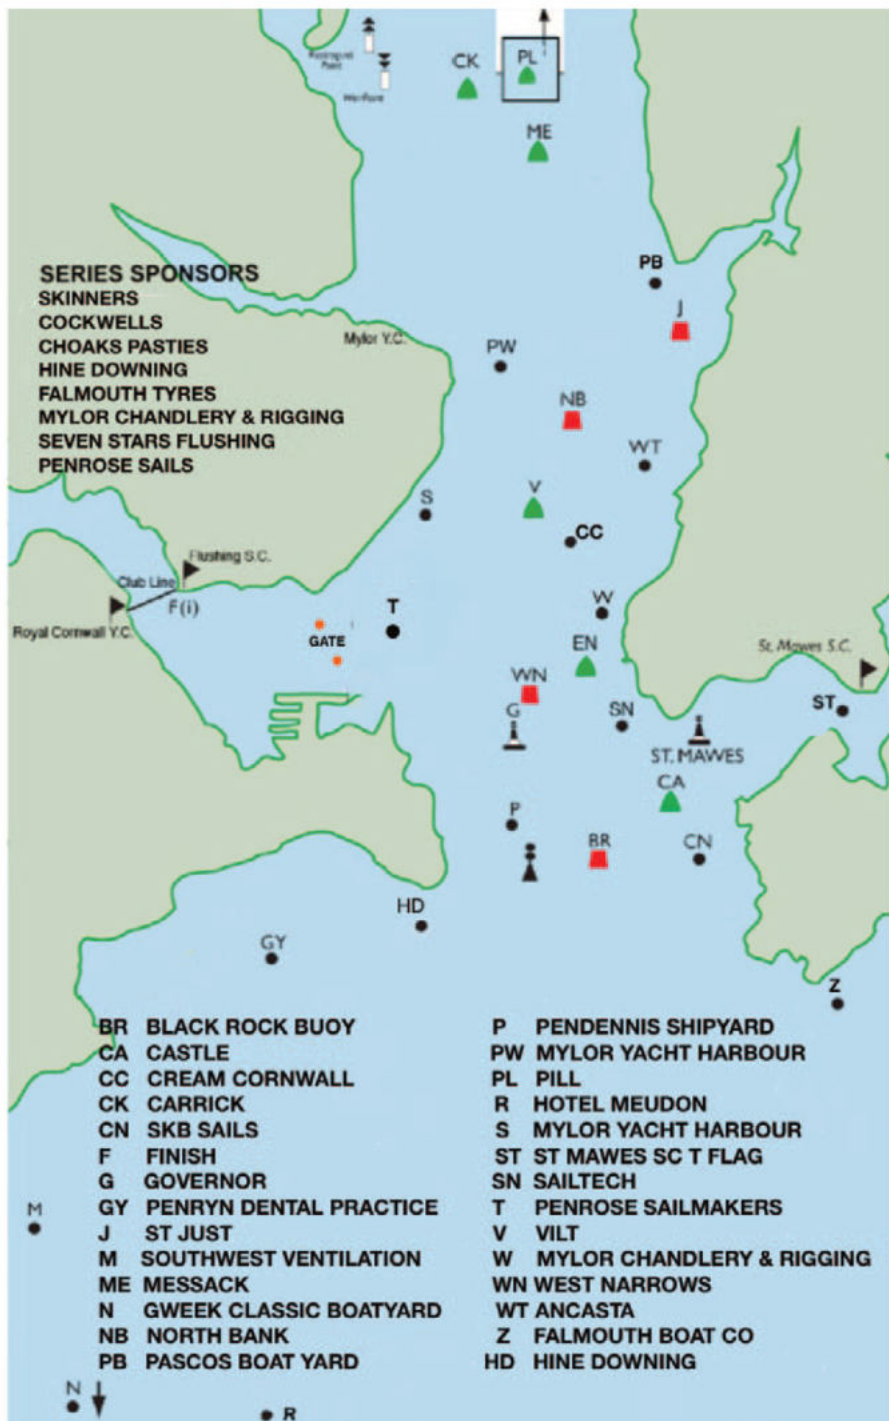 CK
PL
Point
ME
SERIES SPONSORS
SKINNERS
COCKWELLS
CHOAKS PASTIES
HINE DOWNING
FALMOUTH TYRES
MYLOR CHANDLERY & RIGGING
SEVEN STARS FLUSHING
PENROSE SAILS
PB
J
Mylor Y.C.
PW
NB
WT
S
V
CC
Flushing S.C.
Club Line
F(i)
Royal Cornwall Y.C.
T
GATE
W
EN
St. Mawes S.C.
WN
G
SN
ST
ST. MAWES
CA
P
BR
CN
HD
GY
Z
BR BLACK ROCK BUOY
CA CASTLE
CC CREAM CORNWALL
CK CARRICK
CN SKB SAILS
F FINISH
G GOVERNOR
GY PENRYN DENTAL PRACTICE
J ST JUST
M SOUTHWEST VENTILATION
ME MESSACK
N GWEEK CLASSIC BOATYARD
NB NORTH BANK
PB PASCOS BOAT YARD
P PENDENNIS SHIPYARD
PW MYLOR YACHT HARBOUR
PL PILL
R HOTEL MEUDON
S MYLOR YACHT HARBOUR
ST ST MAWES SC T FLAG
SN SAILTECH
T PENROSE SAILMAKERS
V VILT
W MYLOR CHANDLERY & RIGGING
WN WEST NARROWS
WT ANCASTA
Z FALMOUTH BOAT CO
HD HINE DOWNING
M
N
R